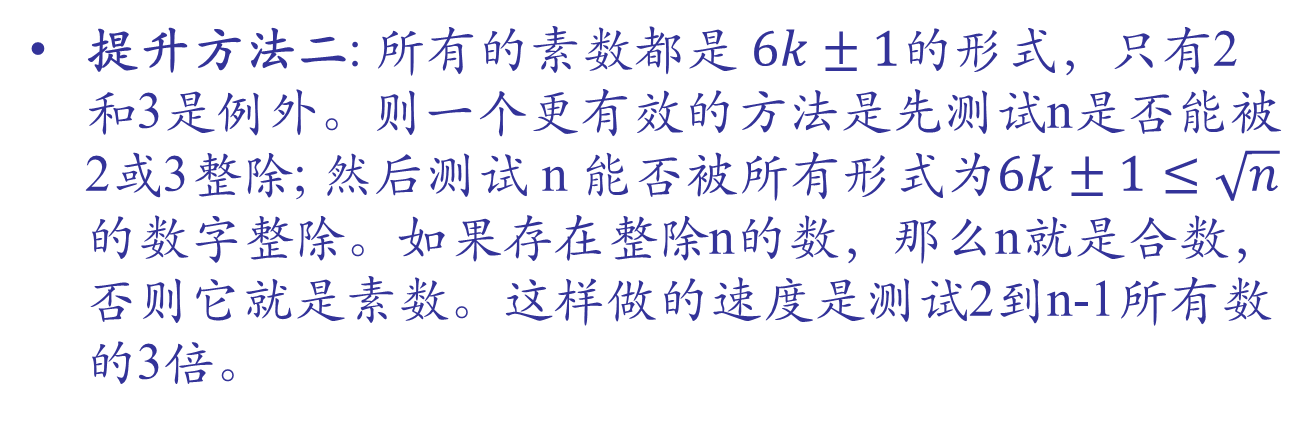 • 提升方法二: 所有的素数都是 6k ± 1的形式，只有2
和3是例外。则一个更有效的方法是先测试n是否能被
2或3整除; 然后测试 n 能否被所有形式为6k ± 1 ≤ √n
的数字整除。如果存在整除n的数，那么n就是合数，
否则它就是素数。这样做的速度是测试2到n-1所有数
的3倍。